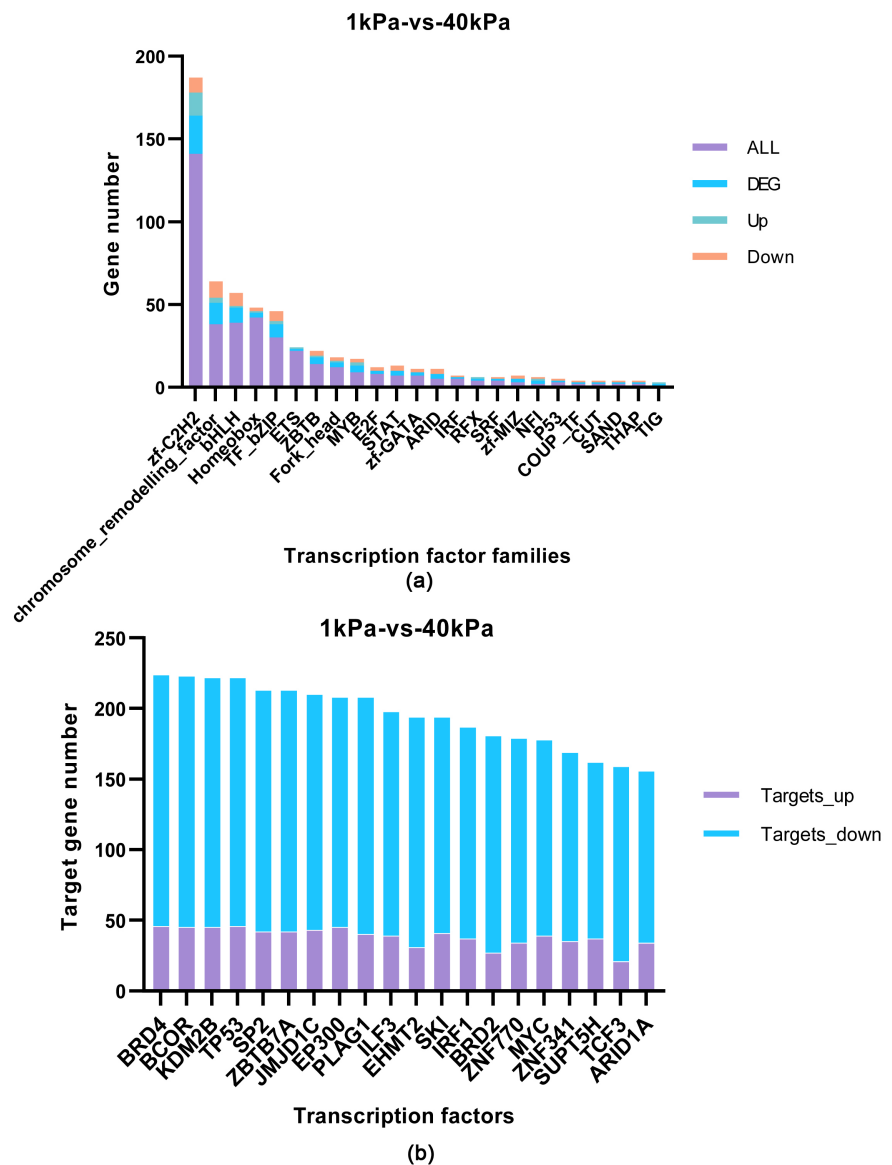 1kPa-vs-40kPa
200
150
100
50
0
Gene number
ALL
DEG
Up
Down
zf-C2H2
chromosome_remodelling_factor
bHLH
Homeobox
TF_bZIP
ETS
ZBTB
Fork_head
MYB
E2F
STAT
zf-GATA
ARID
IRF
RFX
SRF
zf-MIZ
NFI
P53
COUP_TF_
_CUT
SAND
THAP
TIG
Transcription factor families
(a)
1kPa-vs-40kPa
250
200
150
100
50
0
Target gene number
Targets_up
Targets_down
BRD4
BCOR
KDM2B
TP53
SP2
ZBTB7A
JMJD1C
EP300
PLAG1
ILF3
EHMT2
SKI
IRF1
BRD2
ZNF770
MYC
ZNF341
SUPT5H
TCF3
ARID1A
Transcription factors
(b)